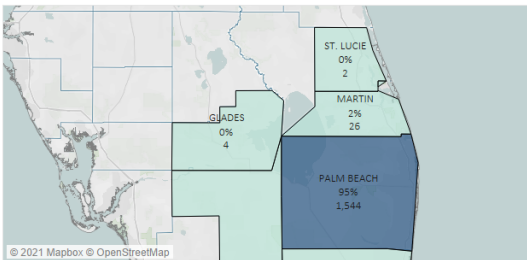 ST. LUCIE
0%
2
MARTIN
2%
26
GLADES
0%
4
PALM BEACH
95%
1,544
© 2021 Mapbox © OpenStreetMap